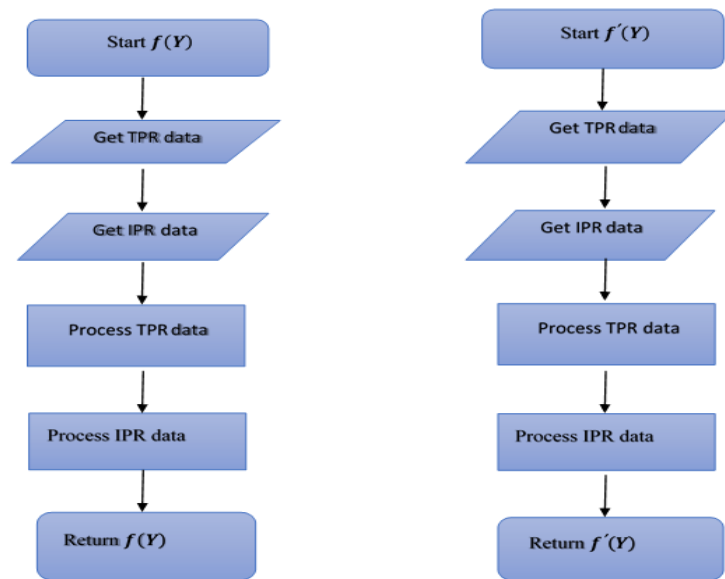 Start f(Y)
Get TPR data
Get IPR data
Process TPR data
Process IPR data
Return f(Y)
Start f´(Y)
Get TPR data
Get IPR data
Process TPR data
Process IPR data
Return f´(Y)